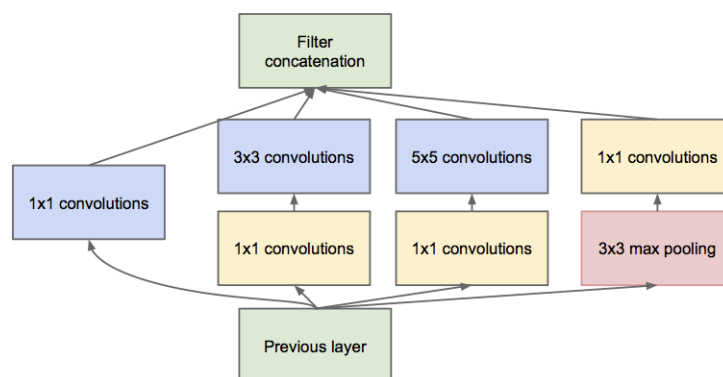 Filter
concatenation
3x3 convolutions
5x5 convolutions
1x1 convolutions
1x1 convolutions
1x1 convolutions
1x1 convolutions
3x3 max pooling
Previous layer